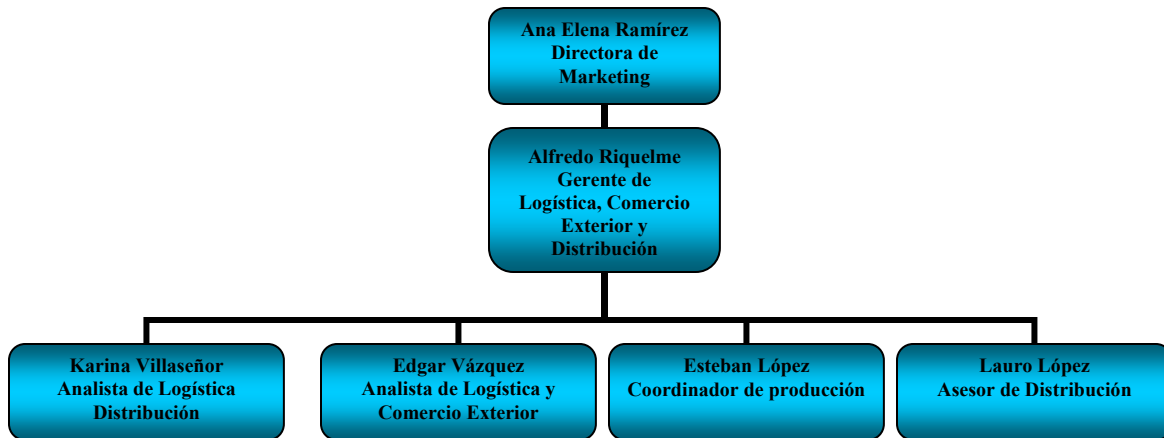 Ana Elena Ramírez
Directora de
Marketing
Alfredo Riquelme
Gerente de
Logística, Comercio
Exterior y
Distribución
Karina Villaseñor
Analista de Logística
Distribución
Edgar Vázquez
Analista de Logística y
Comercio Exterior
Esteban López
Coordinador de producción
Lauro López
Asesor de Distribución